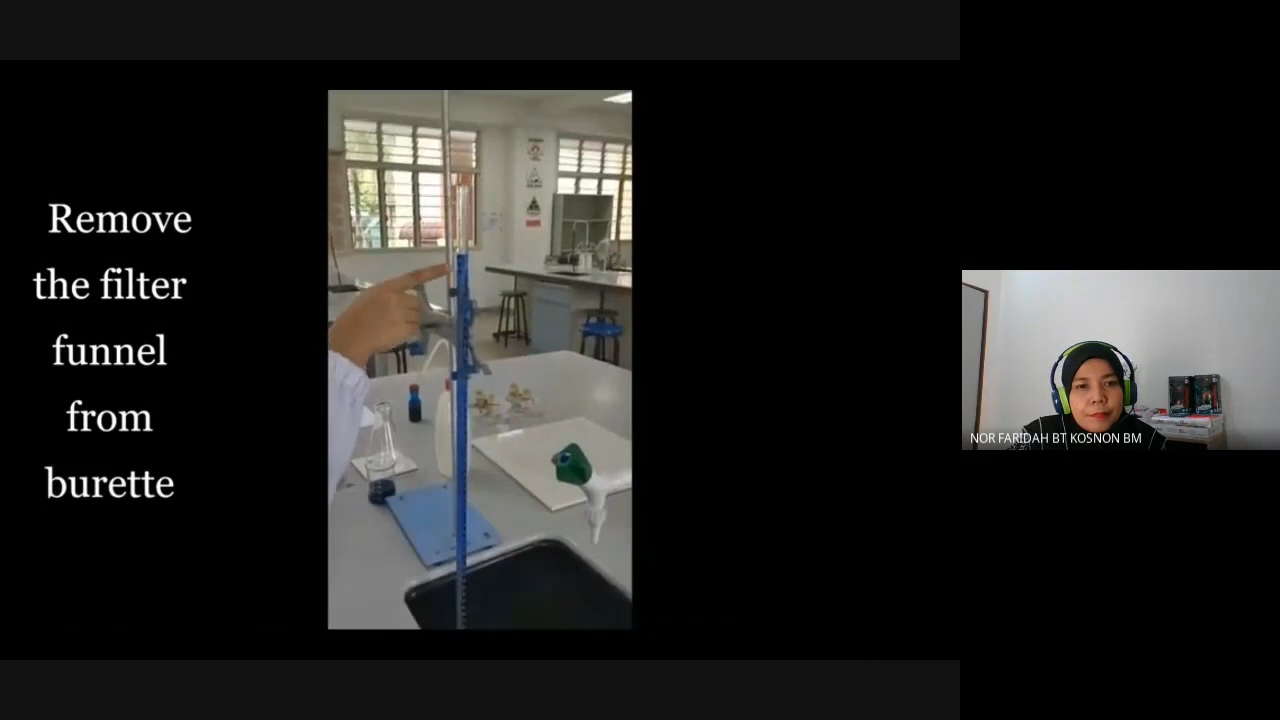 Remove
the filter
funnel
from
burette
NOR FARIDAH BT KOSNON BM